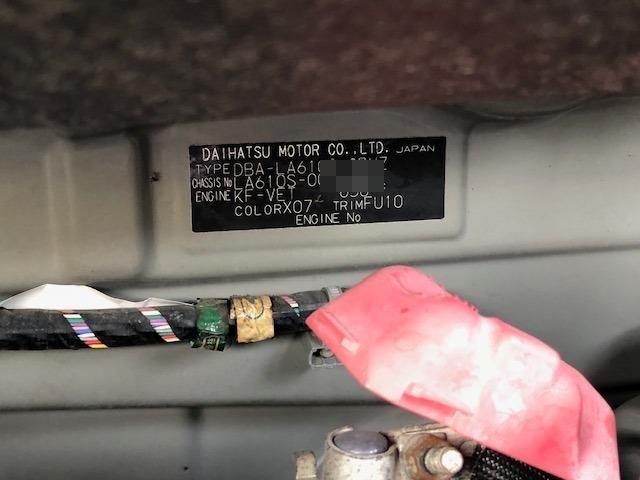 DAIHATSU MOTOR CO.,LTD. JAPAN
TYPE DBA-LA610
CHASSIS No LA610S-00
ENGINE KF-VET
COLOR X07 TRIM FU10
ENGINE No